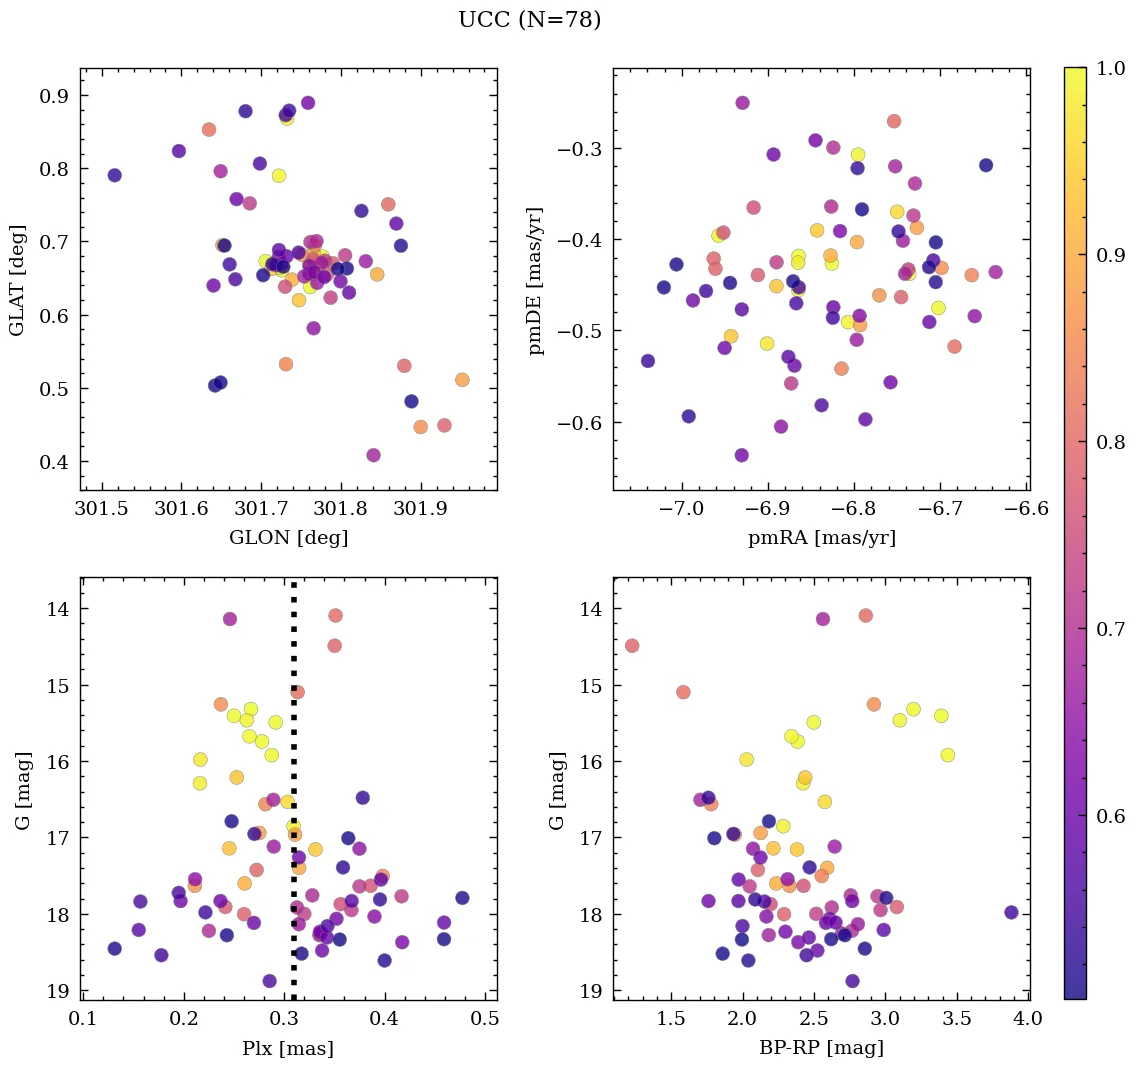 UCC (N=78)
0.9
0.8
0.7
0.6
0.5
0.4
GLAT [deg]
301.5 301.6 301.7 301.8 301.9
GLON [deg]
−0.3
−0.4
−0.5
−0.6
pmDE [mas/yr]
−7.0 −6.9 −6.8 −6.7 −6.6
pmRA [mas/yr]
14
15
16
17
18
19
G [mag]
0.1 0.2 0.3 0.4 0.5
Plx [mas]
14
15
16
17
18
19
G [mag]
1.5 2.0 2.5 3.0 3.5 4.0
BP-RP [mag]
1.0
0.9
0.8
0.7
0.6